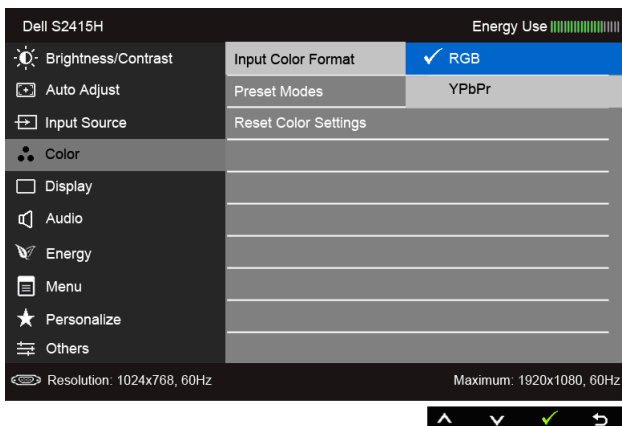 Dell S2415H Energy Use
Brightness/Contrast Input Color Format RGB
Auto Adjust Preset Modes YPbPr
Input Source Reset Color Settings
Color
Display
Audio
Energy
Menu
Personalize
Others
Resolution: 1024x768, 60Hz Maximum: 1920x1080, 60Hz